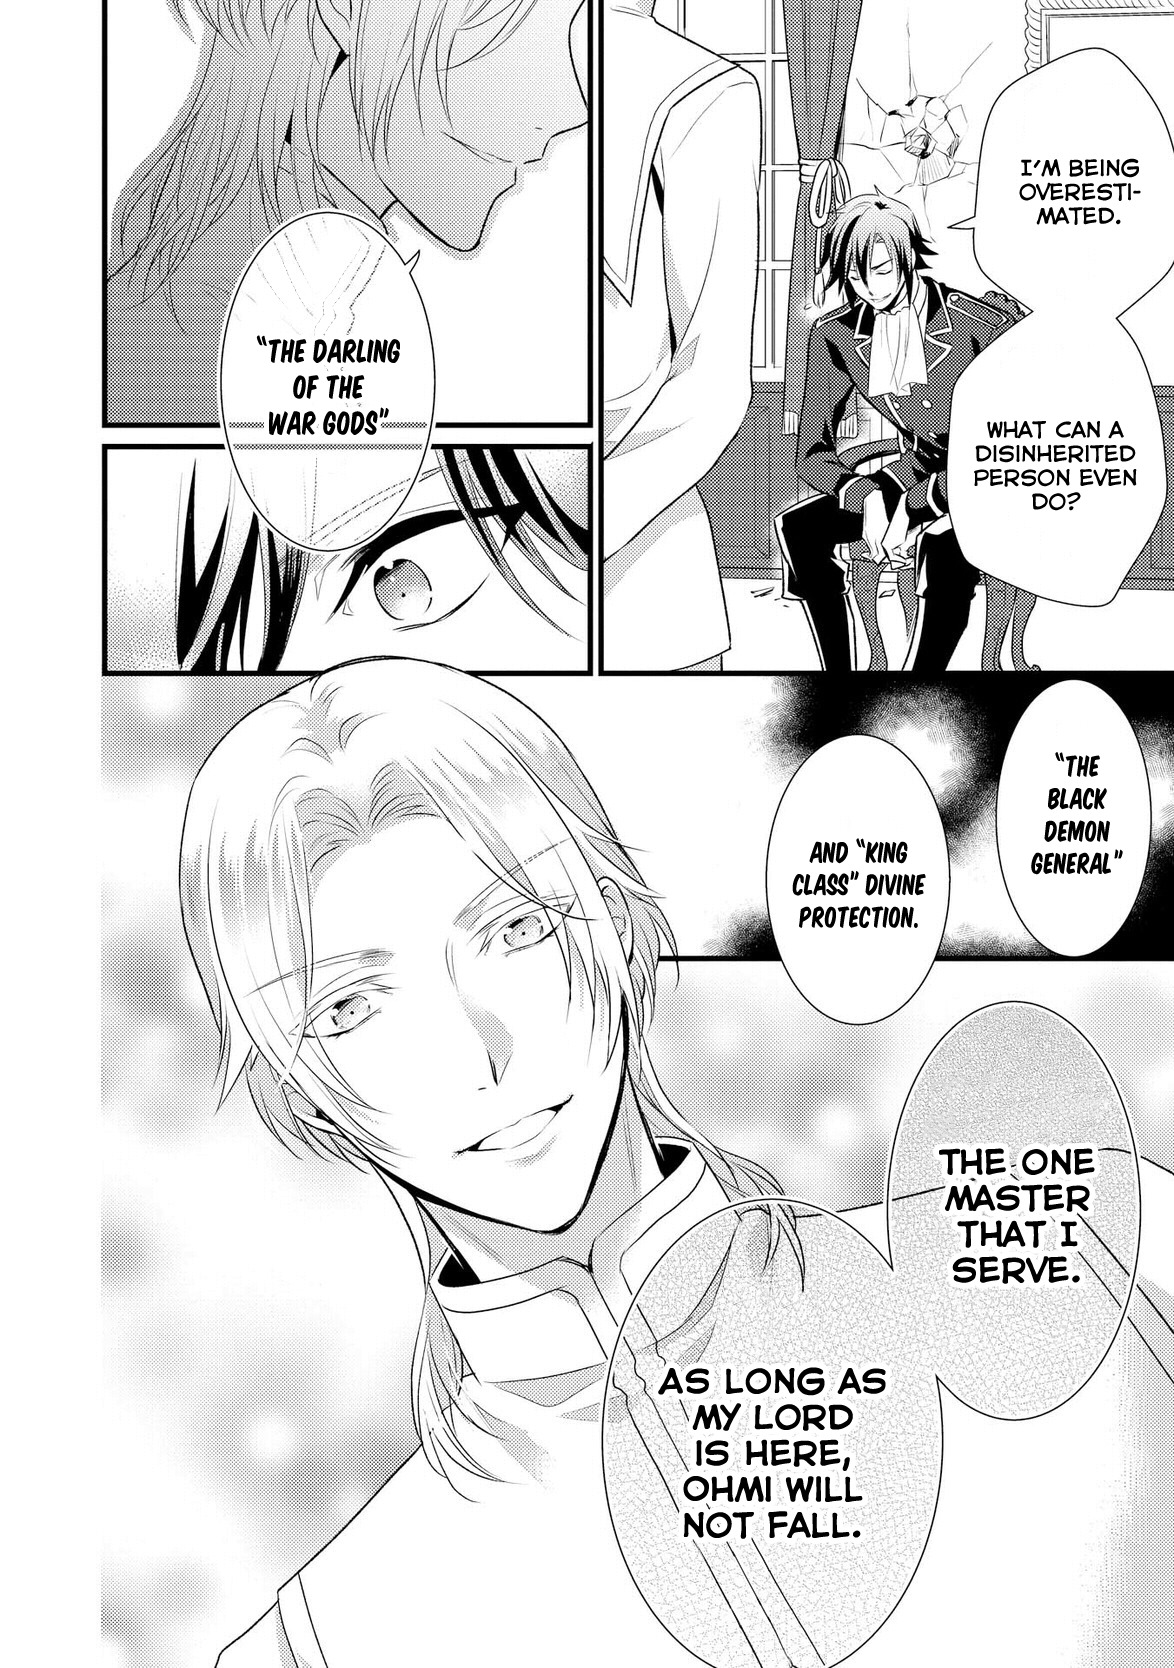 I'M BEING
OVERESTI-
MATED.
WHAT CAN A
DISINHERITED
PERSON EVEN
DO?
"THE DARLING
OF THE
WAR GODS"
"THE
BLACK
DEMON
GENERAL"
AND "KING
CLASS" DIVINE
PROTECTION.
THE ONE
MASTER
THAT I
SERVE.
AS LONG AS
MY LORD
IS HERE,
OHMI WILL
NOT FALL.